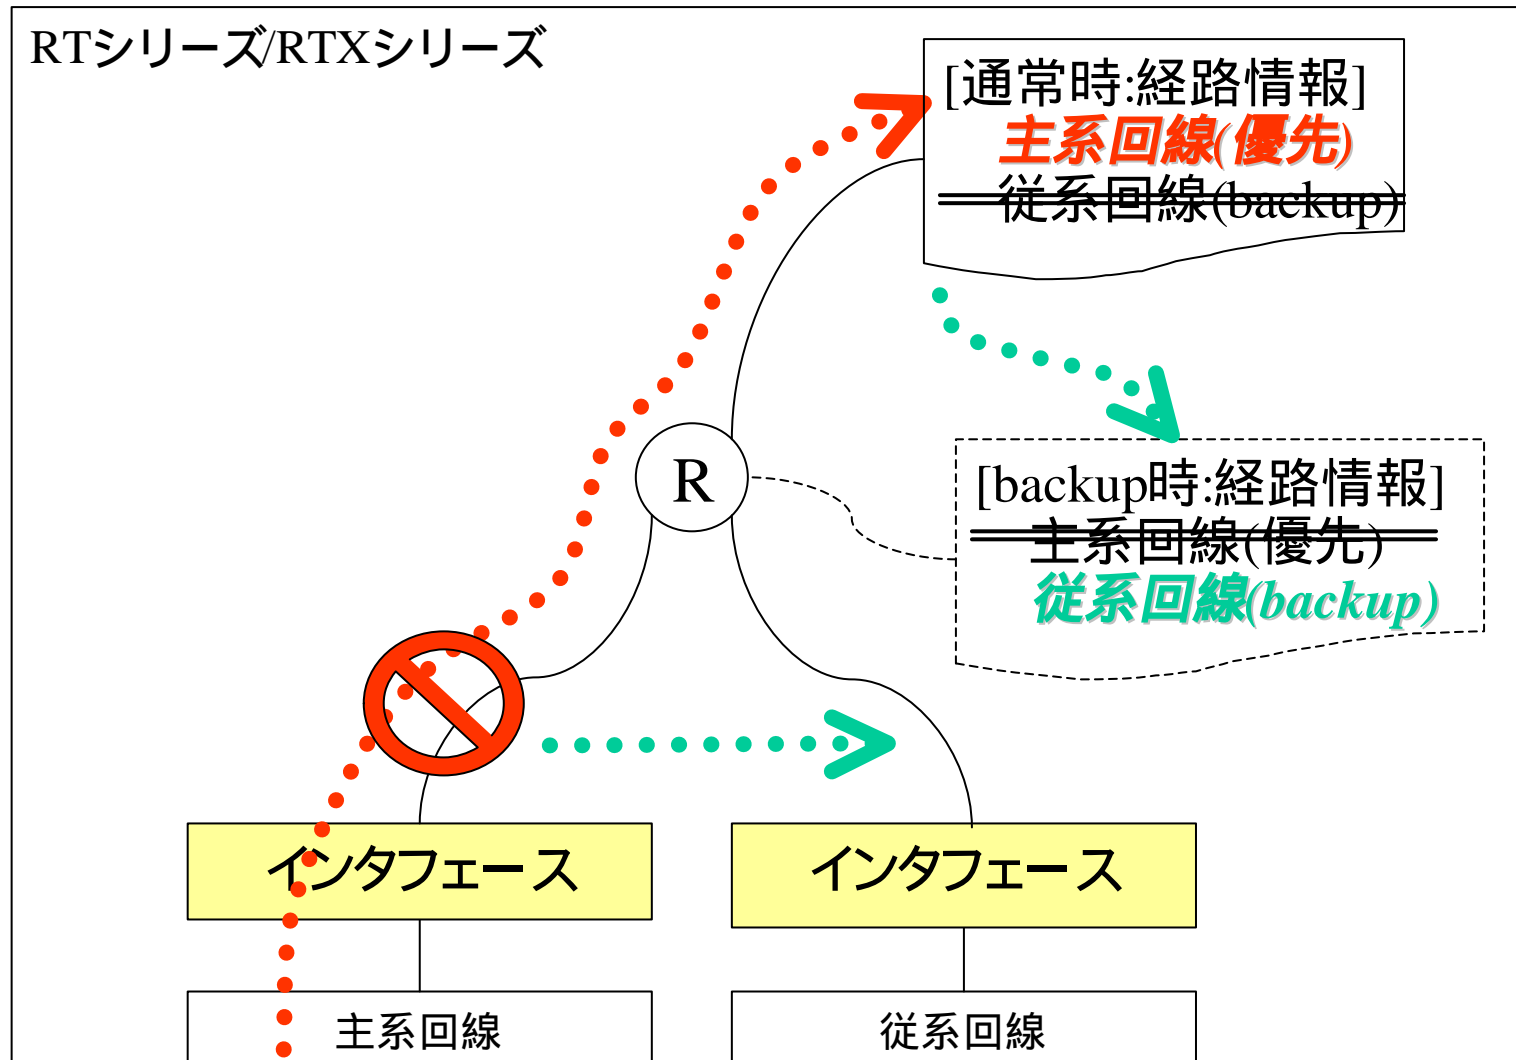 RTシリーズ/RTXシリーズ
[通常時:経路情報]
主系回線(優先)
従系回線(backup)
R
[backup時:経路情報]
主系回線(優先)
従系回線(backup)
インタフェース
インタフェース
主系回線
従系回線